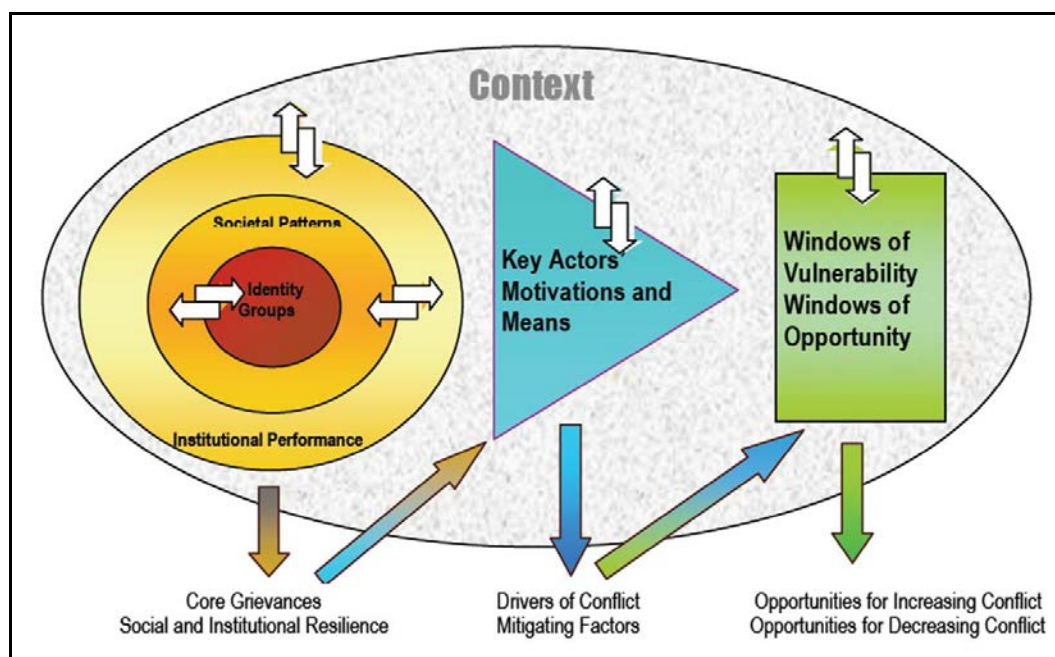 Context
Societal Patterns
Identity
Groups
Institutional Performance
Key Actors'
Motivations and
Means
Windows of
Vulnerability
Windows of
Opportunity
Core Grievances
Social and Institutional Resilience
Drivers of Conflict
Mitigating Factors
Opportunities for Increasing Conflict
Opportunities for Decreasing Conflict